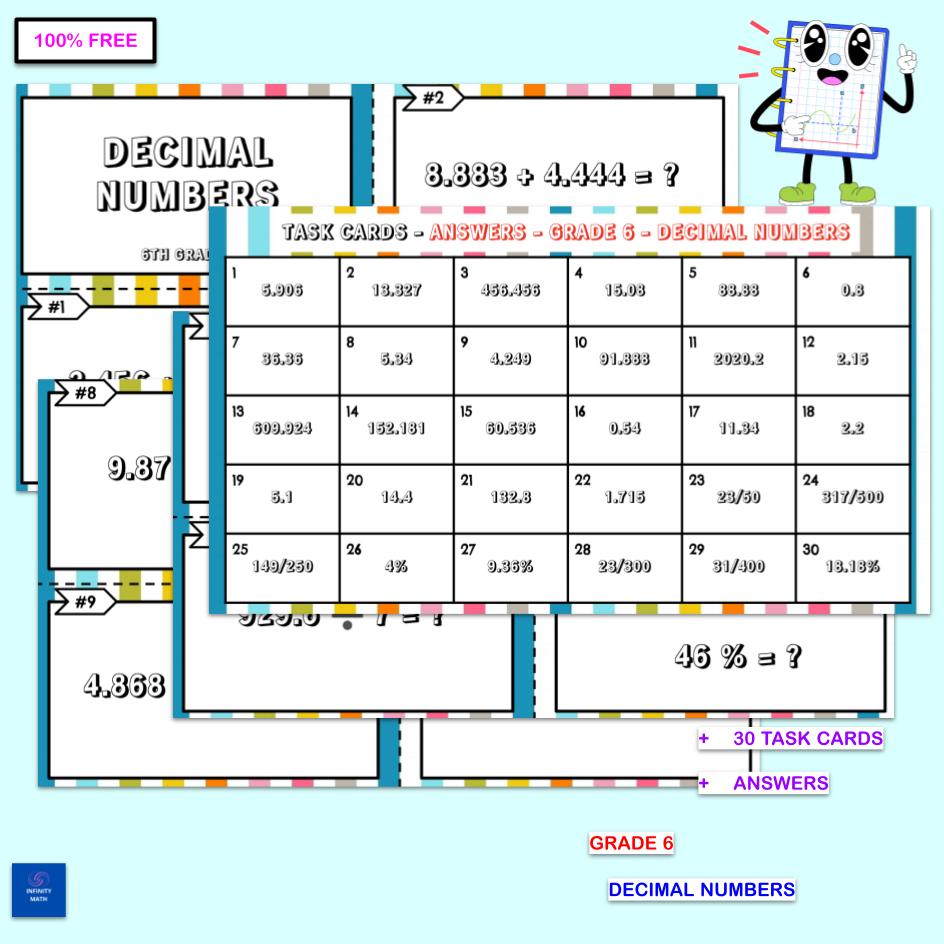 100% FREE
DECIMAL
NUMBERS
6TH
#2
8.883 + 4.444 = ?
TASK CARDS - ANSWERS - GRADE 6 - DECIMAL NUMBERS
1 5.906
2 13.327
3 456.456
4 15.08
5 88.88
6 0.8
7 36.36
8 5.34
9 4.249
10 91.888
11 2020.2
12 2.15
13 609.924
14 152.181
15 60.536
16 0.54
17 11.34
18 2.2
19 5.1
20 14.4
21 132.8
22 1.715
23 23/50
24 317/500
25 149/250
26 4%
27 9.36%
28 23/300
29 31/400
30 18.18%
#1
#8
9.87
#9
4.868
929.6 ÷ 7 = ?
46 % = ?
+ 30 TASK CARDS
+ ANSWERS
GRADE 6
DECIMAL NUMBERS
INFINITY
MATH